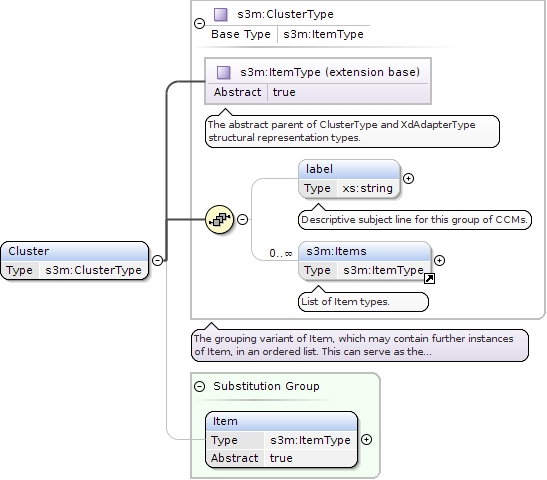 s3m:ClusterType
Base Type s3m:ItemType
s3m:ItemType (extension base)
Abstract true
The abstract parent of ClusterType and XdAdapterType
structural representation types.
label
Type xs:string
Descriptive subject line for this group of CCMs.
0..∞
s3m:Items
Type s3m:ItemType
List of Item types.
Cluster
Type s3m:ClusterType
The grouping variant of Item, which may contain further instances
of Item, in an ordered list. This can serve as the...
Substitution Group
Item
Type s3m:ItemType
Abstract true